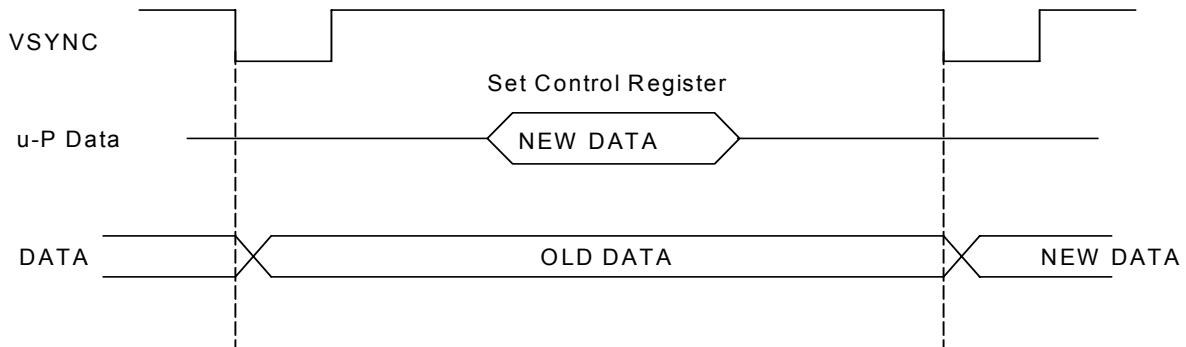 VSYNC
Set Control Register
u-P Data
NEW DATA
DATA
OLD DATA
NEW DATA